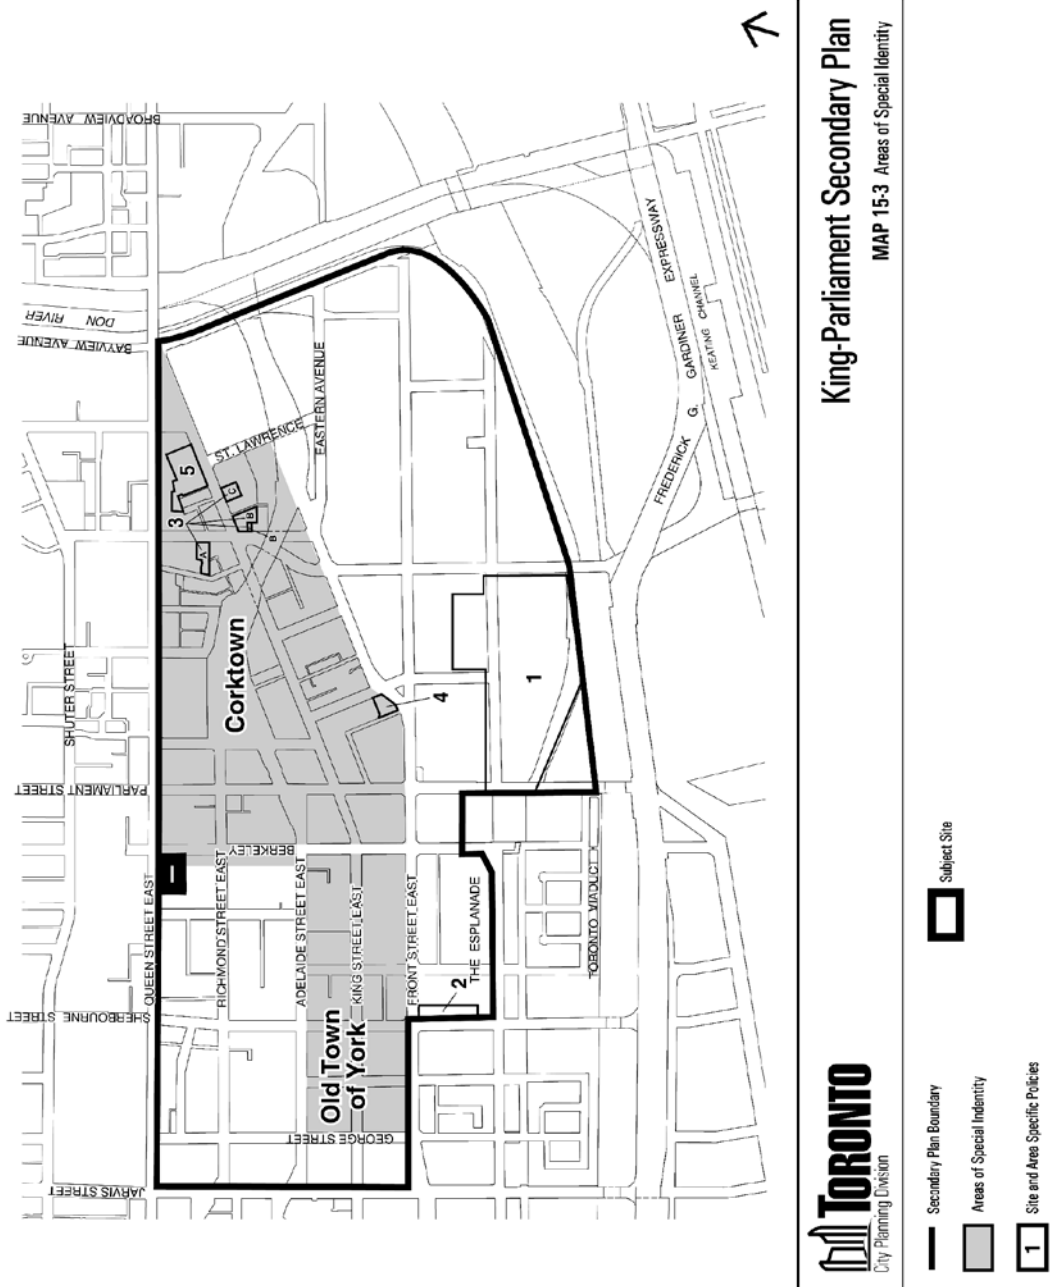 King-Parliament Secondary Plan
MAP 15-3 Areas of Special Identity
BROADVIEW AVENUE
DON RIVER
BAYVIEW AVENUE
SHUTER STREET
PARLIAMENT STREET
SHERBOURNE STREET
JARVIS STREET
QUEEN STREET EAST
RICHMOND STREET EAST
ADELAIDE STREET EAST
KING STREET EAST
FRONT STREET EAST
THE ESPLANADE
TORONTO VIADUCT
BERKELEY
GEORGE STREET
ST. LAWRENCE
EASTERN AVENUE
FREDERICK G. GARDINER EXPRESSWAY
KEATING CHANNEL
Corktown
Old Town
of York
1
2
3
4
5
A
B
B
C
TORONTO
City Planning Division
Secondary Plan Boundary
Areas of Special Indentity
1
Site and Area Specific Policies
Subject Site